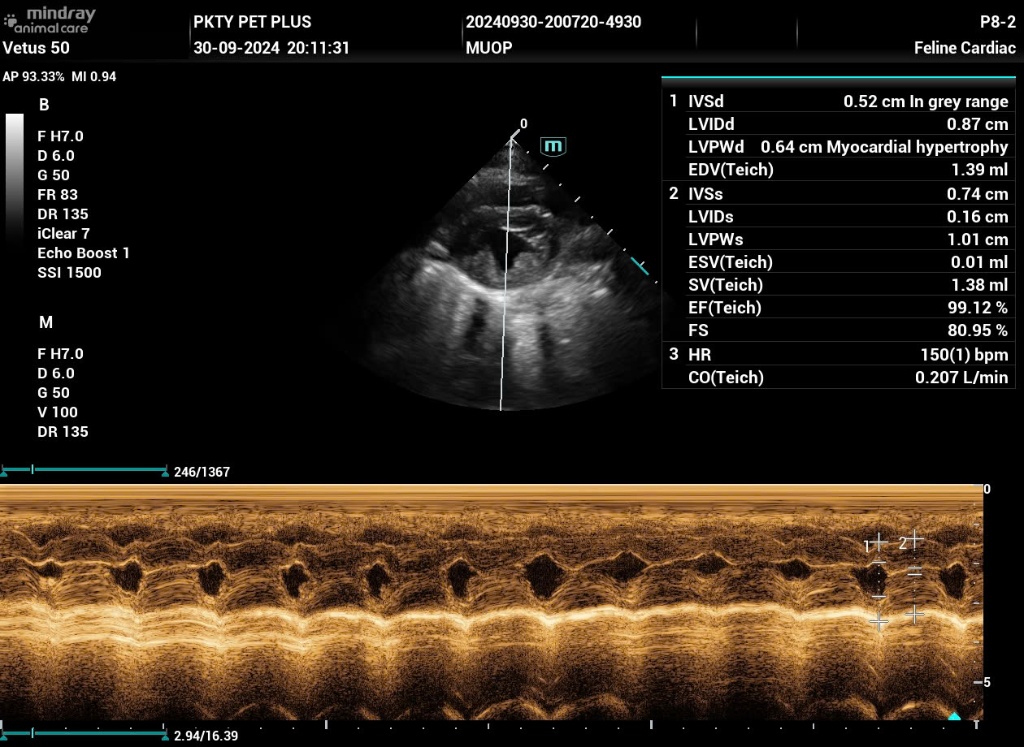 mindray
animal care
Vetus 50
PKTY PET PLUS
30-09-2024 20:11:31
20240930-200720-4930
MUOP
P8-2
Feline Cardiac
AP 93.33% MI 0.94
B
F H7.0
D 6.0
G 50
FR 83
DR 135
iClear 7
Echo Boost 1
SSI 1500
M
F H7.0
D 6.0
G 50
V 100
DR 135
0
m
1 IVSd 0.52 cm In grey range
LVIDd 0.87 cm
LVPWd 0.64 cm Myocardial hypertrophy
EDV(Teich) 1.39 ml
2 IVSs 0.74 cm
LVIDs 0.16 cm
LVPWs 1.01 cm
ESV(Teich) 0.01 ml
SV(Teich) 1.38 ml
EF(Teich) 99.12 %
FS 80.95 %
3 HR 150(1) bpm
CO(Teich) 0.207 L/min
246/1367
0
1 2
5
2.94/16.39